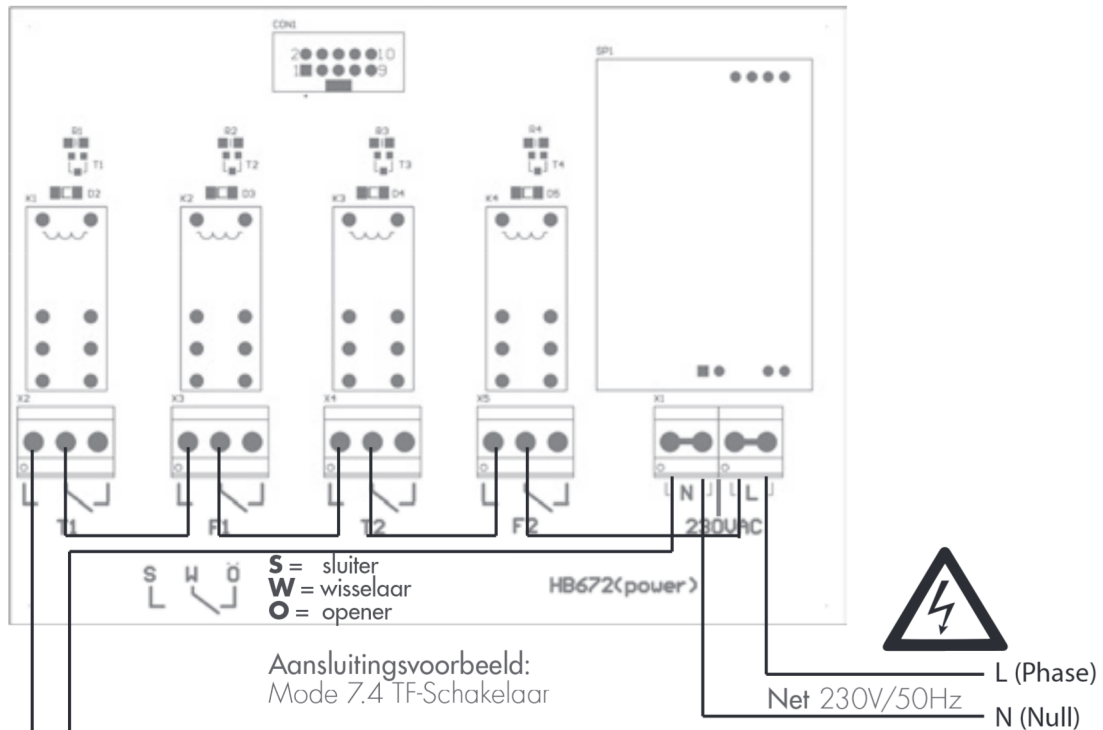 CON1
2 10
1 9
SP1
R1 R2 R3 R4
T1 T2 T3 T4
D2 D3 D4 D5
K1 K2 K3 K4
X2 X3 X4 X5 X1
O O O O O O
N L
T1 F1 T2 F2 230VAC
S W Ö
S = sluiter
W = wisselaar
O = opener
HB672(power)
Aansluitingsvoorbeeld:
Mode 7.4 TF-Schakelaar
Net 230V/50Hz
L (Phase)
N (Null)